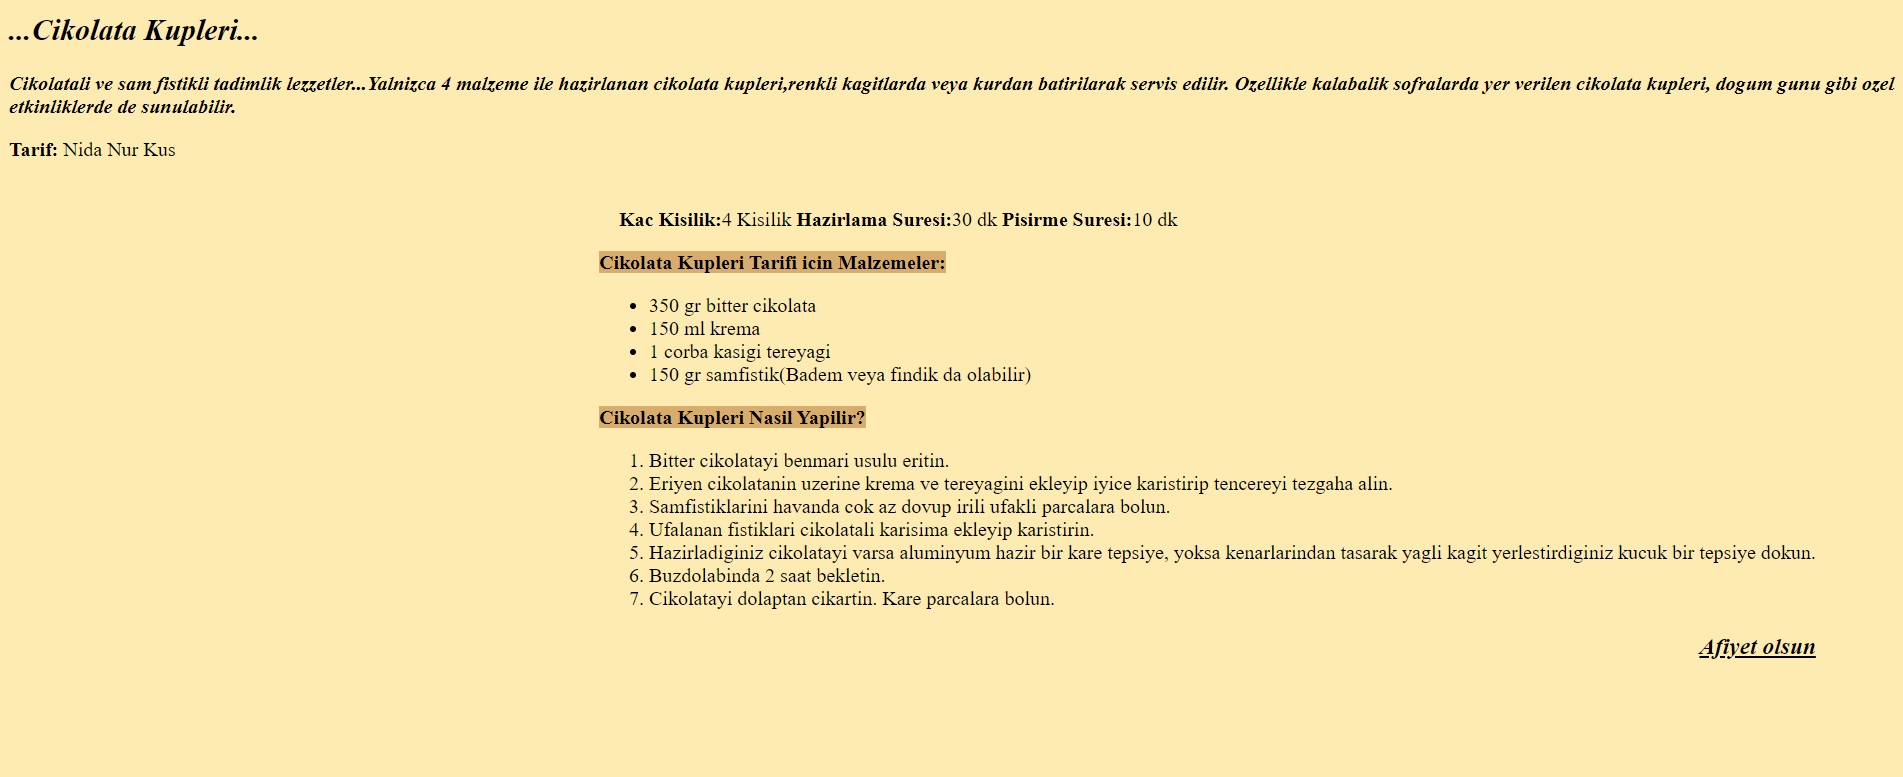 ...Cikolata Kupleri...
Cikolatali ve sam fistikli tadimlik lezzetler...Yalnizca 4 malzeme ile hazirlanan cikolata kupleri,renkli kagitlarda veya kurdan batirilarak servis edilir. Ozellikle kalabalik sofralarda yer verilen cikolata kupleri, dogum gunu gibi ozel
etkinliklerde de sunulabilir.
Tarif: Nida Nur Kus
Kac Kisilik:4 Kisilik Hazirlama Suresi:30 dk Pisirme Suresi:10 dk
Cikolata Kupleri Tarifi icin Malzemeler:
• 350 gr bitter cikolata
• 150 ml krema
• 1 corba kasigi tereyagi
• 150 gr samfistik(Badem veya findik da olabilir)
Cikolata Kupleri Nasil Yapilir?
1. Bitter cikolatayi benmari usulu eritin.
2. Eriyen cikolatanin uzerine krema ve tereyagini ekleyip iyice karistirip tencereyi tezgaha alin.
3. Samfistiklarini havanda cok az dovup irili ufakli parcalara bolun.
4. Ufalanan fistiklari cikolatali karisima ekleyip karistirin.
5. Hazirladiginiz cikolatayi varsa aluminyum hazir bir kare tepsiye, yoksa kenarlarindan tasarak yagli kagit yerlestirdiginiz kucuk bir tepsiye dokun.
6. Buzdolabinda 2 saat bekletin.
7. Cikolatayi dolaptan cikartin. Kare parcalara bolun.
Afiyet olsun